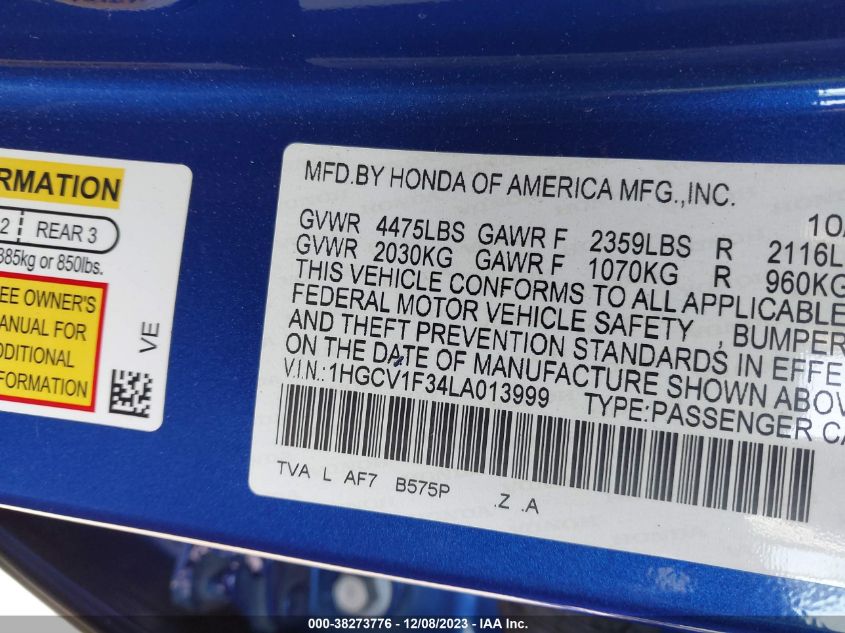 RMATION
2 REAR 3
385kg or 850lbs.
EE OWNER'S
ANUAL FOR
DDITIONAL
ORMATION
VE
MFD.BY HONDA OF AMERICA MFG.,INC. 10/
GVWR 4475LBS GAWR F 2359LBS R 2116L
GVWR 2030KG GAWR F 1070KG R 960KG
THIS VEHICLE CONFORMS TO ALL APPLICABLE
FEDERAL MOTOR VEHICLE SAFETY , BUMPER
AND THEFT PREVENTION STANDARDS IN EFFE
ON THE DATE OF MANUFACTURE SHOWN ABOV
V.I.N.:1HGCV1F34LA013999 TYPE:PASSENGER CA
TVA L AF7 B575P .Z .A
000-38273776 - 12/08/2023 - IAA Inc.